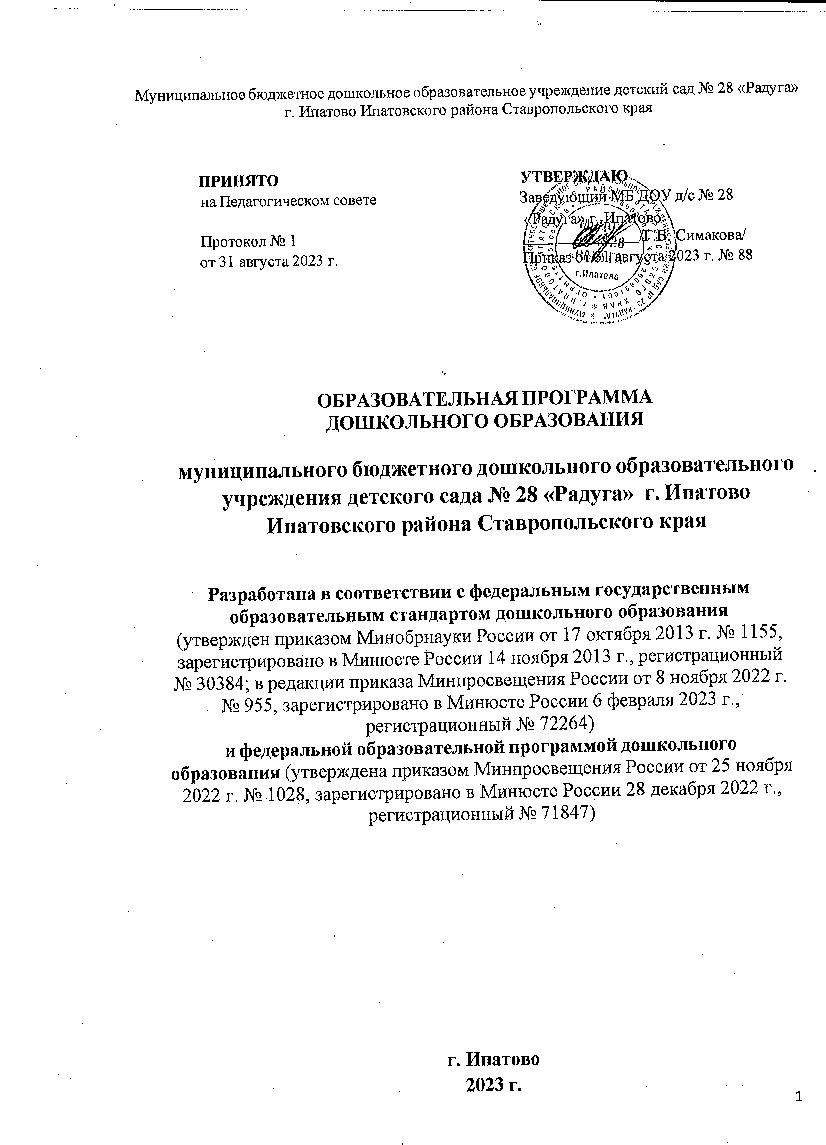 Муниципальное бюджетное дошкольное образовательное учреждение детский сад № 28 «Радуга»
г. Ипатово Ипатовского района Ставропольского края
ПРИНЯТО
на Педагогическом совете
Протокол № 1
от 31 августа 2023 г.
УТВЕРЖДАЮ
Заведующий МБ ДОУ д/с № 28
«Радуга» г. Ипатово
Симакова/
Приказ августа 2023 г. № 88
г.Ипатово
ОБРАЗОВАТЕЛЬНАЯ ПРОГРАММА
ДОШКОЛЬНОГО ОБРАЗОВАНИЯ
муниципального бюджетного дошкольного образовательного
учреждения детского сада № 28 «Радуга» г. Ипатово
Ипатовского района Ставропольского края
Разработана в соответствии с федеральным государственным
образовательным стандартом дошкольного образования
(утвержден приказом Минобрнауки России от 17 октября 2013 г. № 1155,
зарегистрировано в Минюсте России 14 ноября 2013 г., регистрационный
№ 30384; в редакции приказа Минпросвещения России от 8 ноября 2022 г.
№ 955, зарегистрировано в Минюсте России 6 февраля 2023 г.,
регистрационный № 72264)
и федеральной образовательной программой дошкольного
образования (утверждена приказом Минпросвещения России от 25 ноября
2022 г. № 1028, зарегистрировано в Минюсте России 28 декабря 2022 г.,
регистрационный № 71847)
г. Ипатово
2023 г.
1